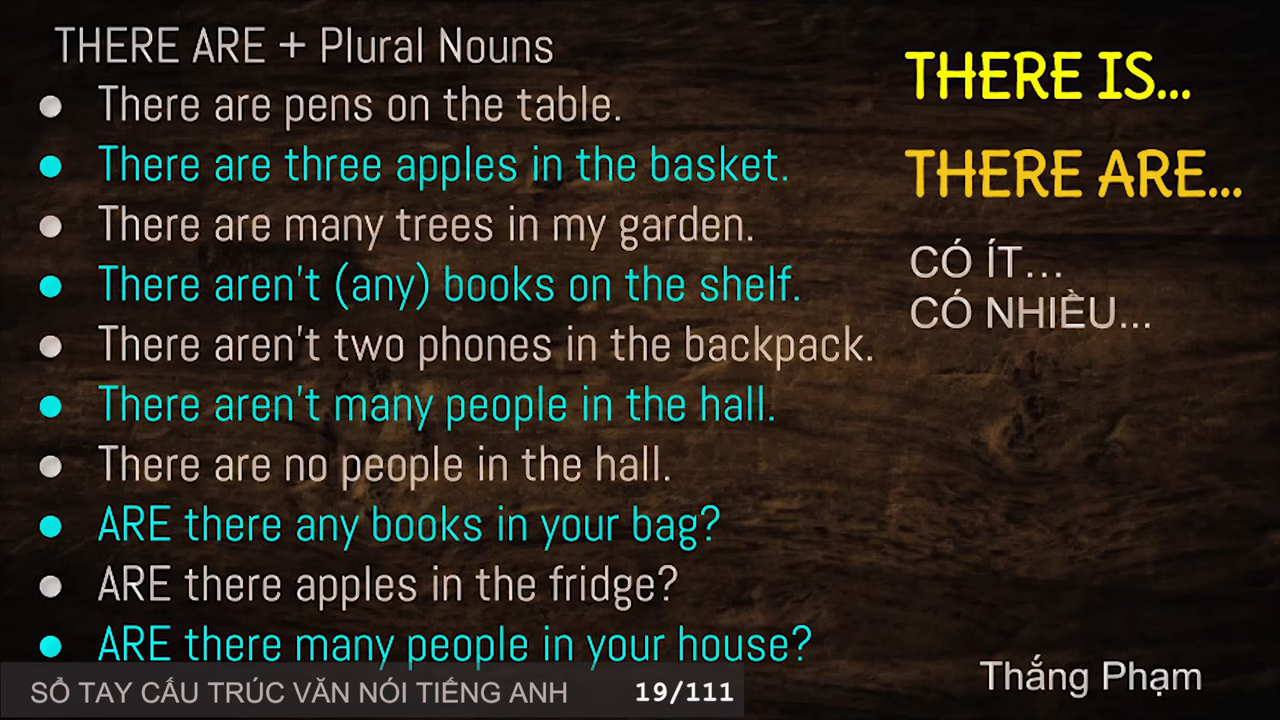 THERE ARE + Plural Nouns
● There are pens on the table.
● There are three apples in the basket.
● There are many trees in my garden.
● There aren't (any) books on the shelf.
● There aren't two phones in the backpack.
● There aren't many people in the hall.
● There are no people in the hall.
● ARE there any books in your bag?
● ARE there apples in the fridge?
● ARE there many people in your house?
THERE IS...
THERE ARE...
CÓ ÍT...
CÓ NHIỀU...
Thắng Phạm
SỔ TAY CẤU TRÚC VĂN NÓI TIẾNG ANH 19/111